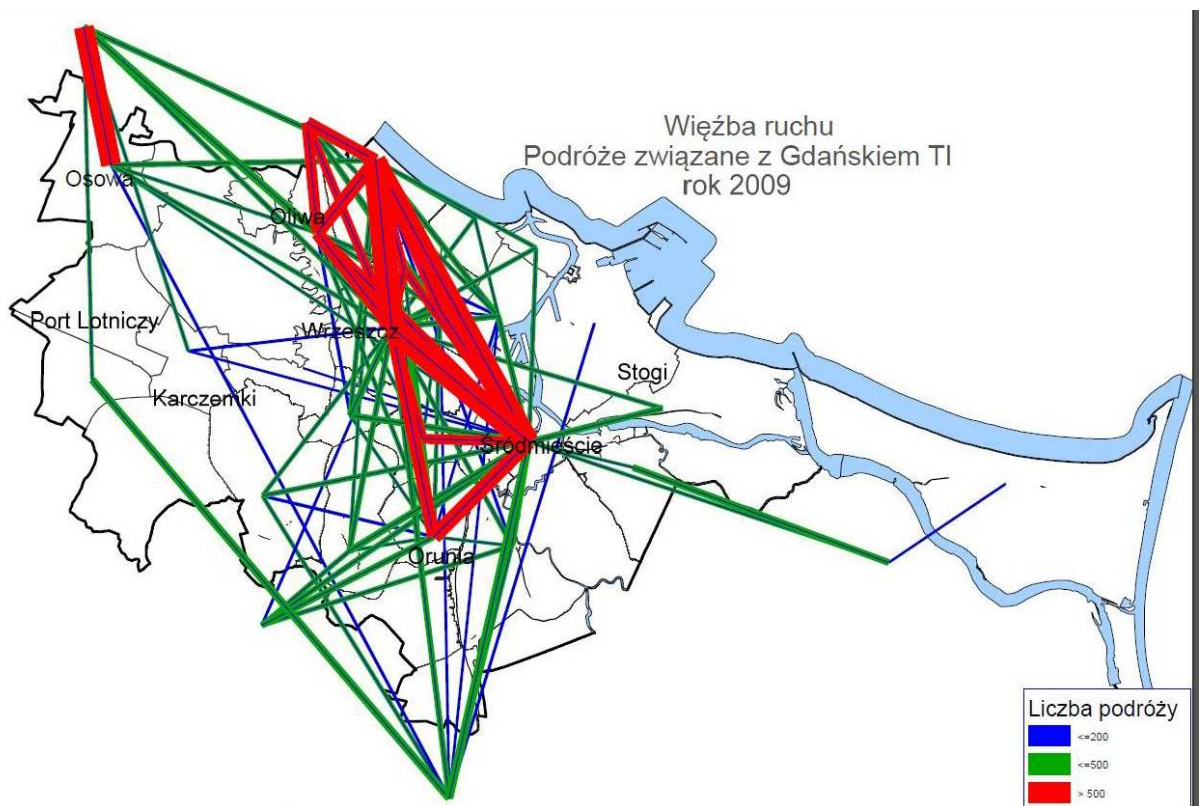 Więźba ruchu
Podróże związane z Gdańskiem TI
rok 2009
Osowa
Oliwa
Port Lotniczy
Wrzeszcz
Stogi
Karczemki
Śródmieście
Orunia
Liczba podróży
<=200
<=500
> 500